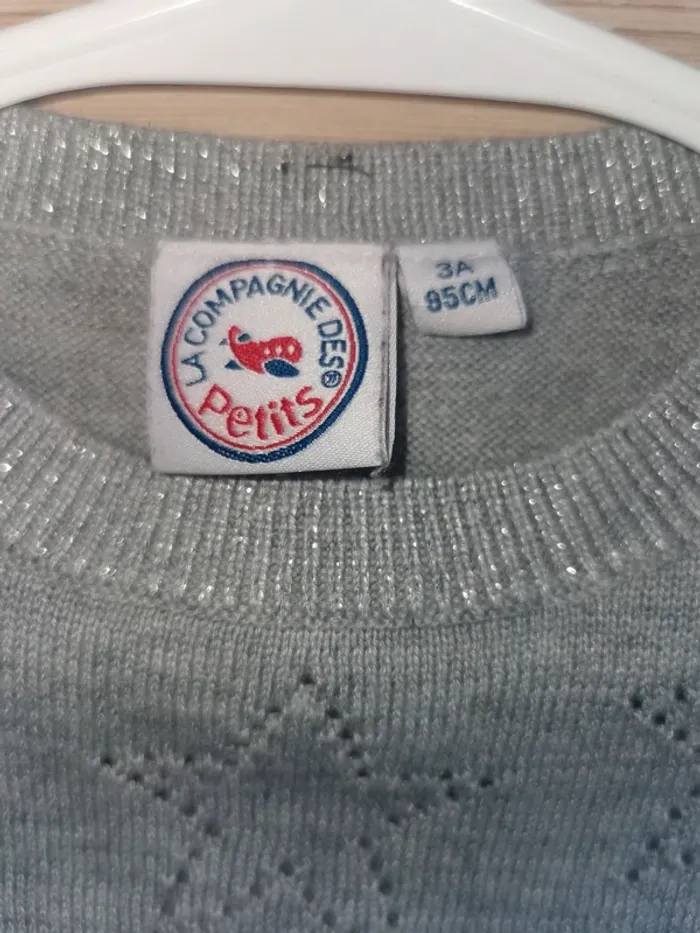 LA COMPAGNIE DES®
Petits
3A
95CM